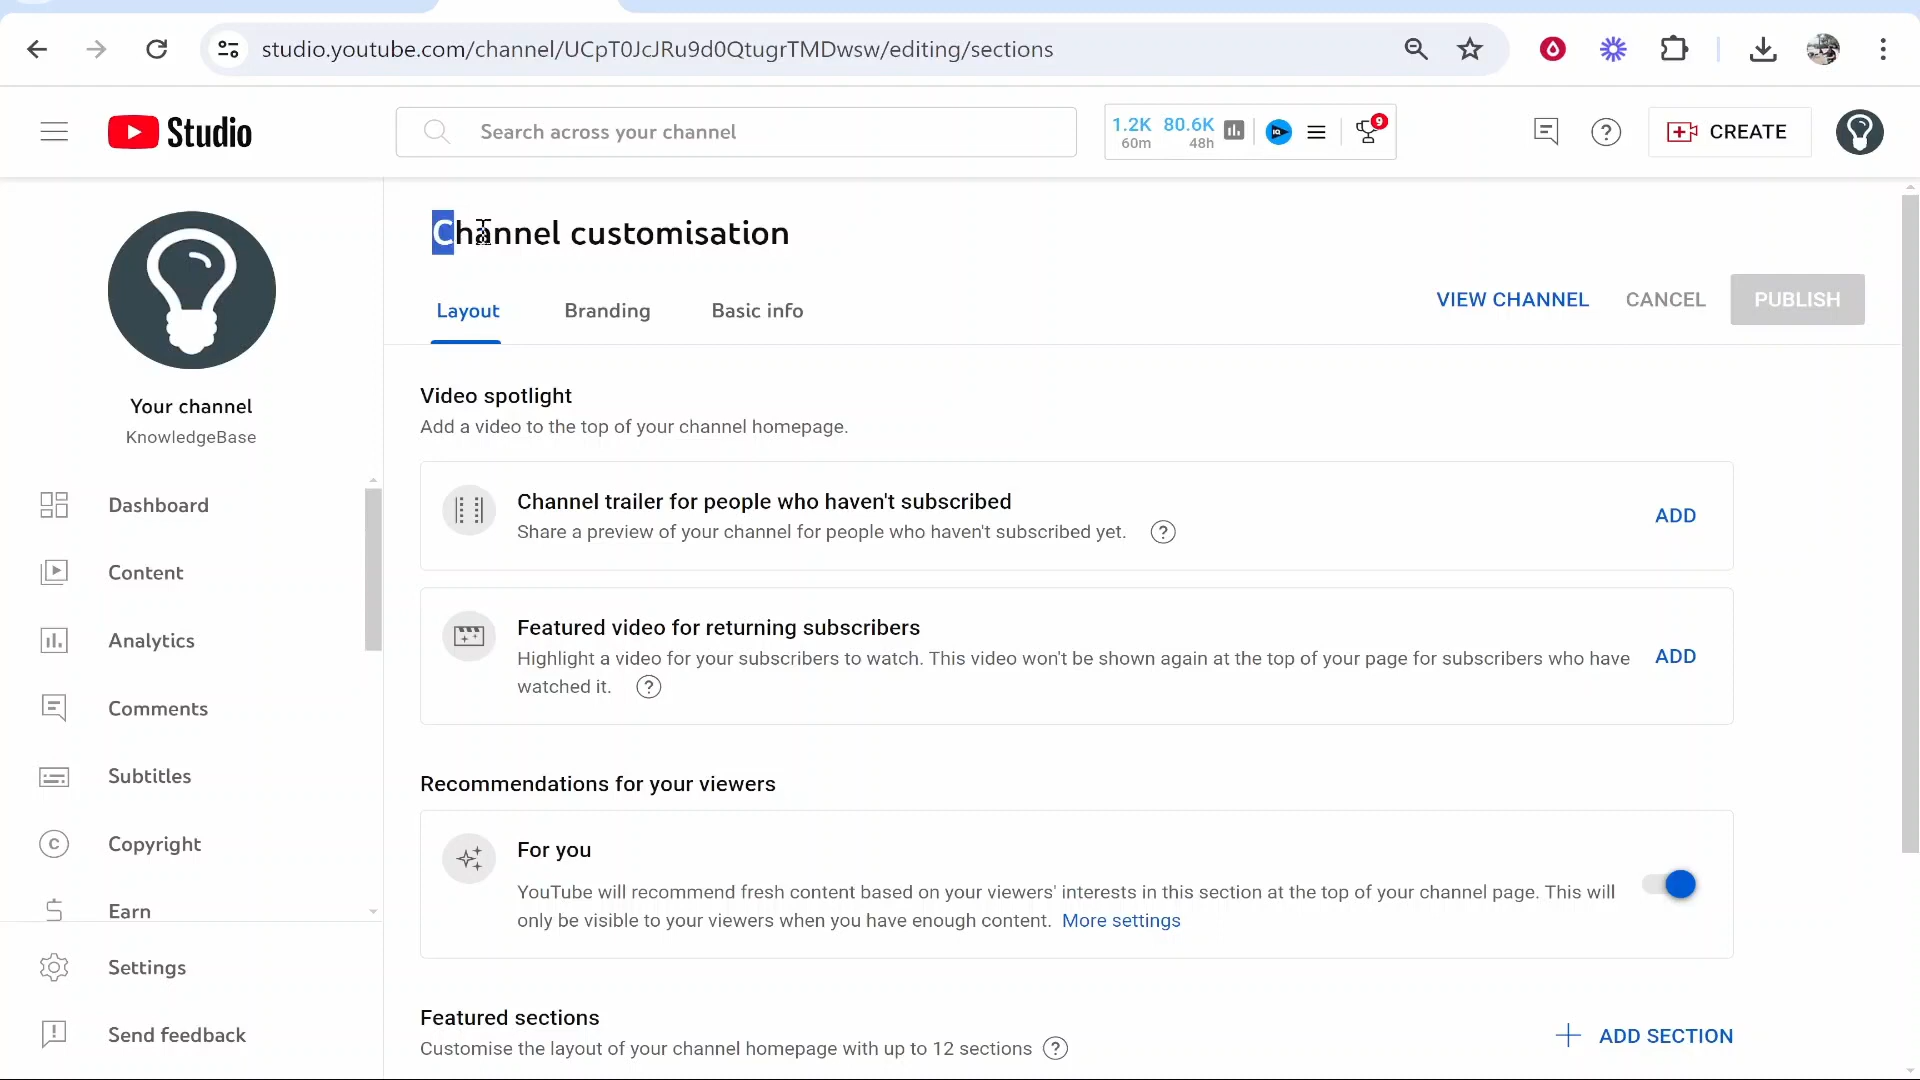 studio.youtube.com/channel/UCpT0JcJRu9d0QtugrTMDwsw/editing/sections
Studio
Search across your channel
1.2K 80.6K
60m 48h
IQ
9
CREATE
Channel customisation
Layout
Branding
Basic info
VIEW CHANNEL
CANCEL
PUBLISH
Your channel
KnowledgeBase
Dashboard
Content
Analytics
Comments
Subtitles
Copyright
Earn
Settings
Send feedback
Video spotlight
Add a video to the top of your channel homepage.
Channel trailer for people who haven't subscribed
Share a preview of your channel for people who haven't subscribed yet.
ADD
Featured video for returning subscribers
Highlight a video for your subscribers to watch. This video won't be shown again at the top of your page for subscribers who have
watched it.
ADD
Recommendations for your viewers
For you
YouTube will recommend fresh content based on your viewers' interests in this section at the top of your channel page. This will
only be visible to your viewers when you have enough content. More settings
Featured sections
Customise the layout of your channel homepage with up to 12 sections
ADD SECTION